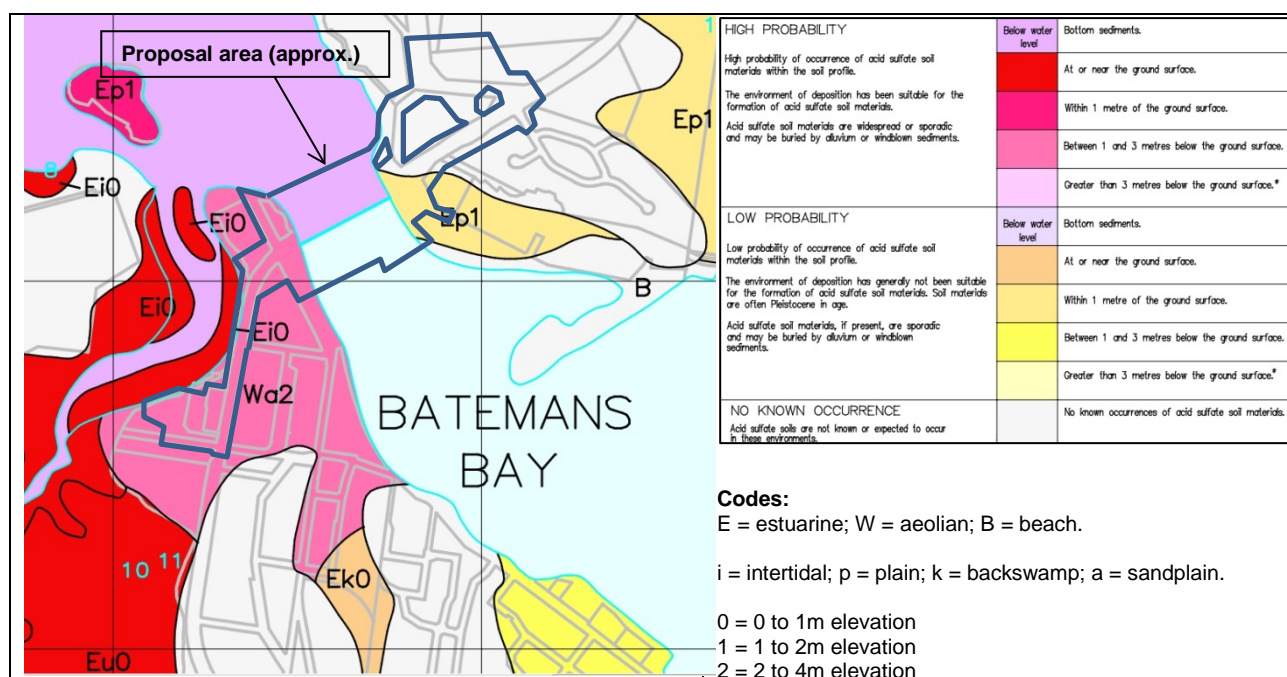 Proposal area (approx.)
1
Ep1
Ep1
8
Ei0
Ei0
Ep1
B
Ei0
Ei0
Wa2
BATEMANS
BAY
10 11
Ek0
Eu0
HIGH PROBABILITY
High probability of occurrence of acid sulfate soil
materials within the soil profile.
The environment of deposition has been suitable for the
formation of acid sulfate soil materials.
Acid sulfate soil materials are widespread or sporadic
and may be buried by alluvium or windblown sediments.
Below water
level
Bottom sediments.
At or near the ground surface.
Within 1 metre of the ground surface.
Between 1 and 3 metres below the ground surface.
Greater than 3 metres below the ground surface.*
LOW PROBABILITY
Low probability of occurrence of acid sulfate soil
materials within the soil profile.
The environment of deposition has generally not been suitable
for the formation of acid sulfate soil materials. Soil materials
are often Pleistocene in age.
Acid sulfate soil materials, if present, are sporadic
and may be buried by alluvium or windblown
sediments.
Below water
level
Bottom sediments.
At or near the ground surface.
Within 1 metre of the ground surface.
Between 1 and 3 metres below the ground surface.
Greater than 3 metres below the ground surface.*
NO KNOWN OCCURRENCE
Acid sulfate soils are not known or expected to occur
in these environments.
No known occurrences of acid sulfate soil materials.
Codes:
E = estuarine; W = aeolian; B = beach.
i = intertidal; p = plain; k = backswamp; a = sandplain.
0 = 0 to 1m elevation
1 = 1 to 2m elevation
2 = 2 to 4m elevation